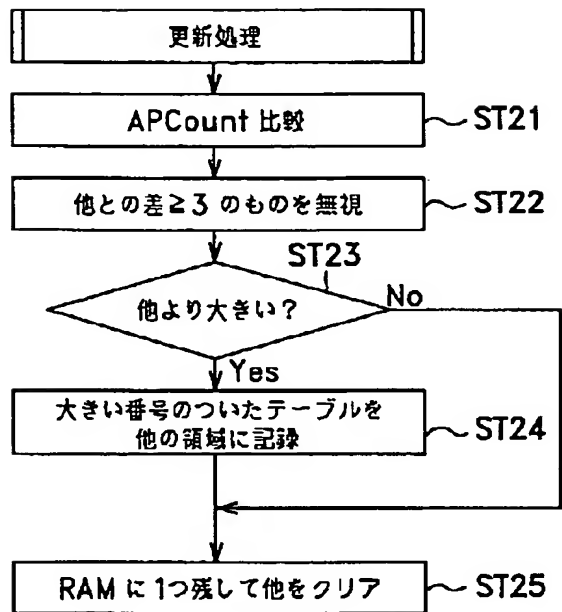 更新処理
APCount 比較
ST21
他との差≧3 のものを無視
ST22
ST23
他より大きい?
No
Yes
大きい番号のついたテーブルを
他の領域に記録
ST24
RAM に 1つ残して他をクリア
ST25